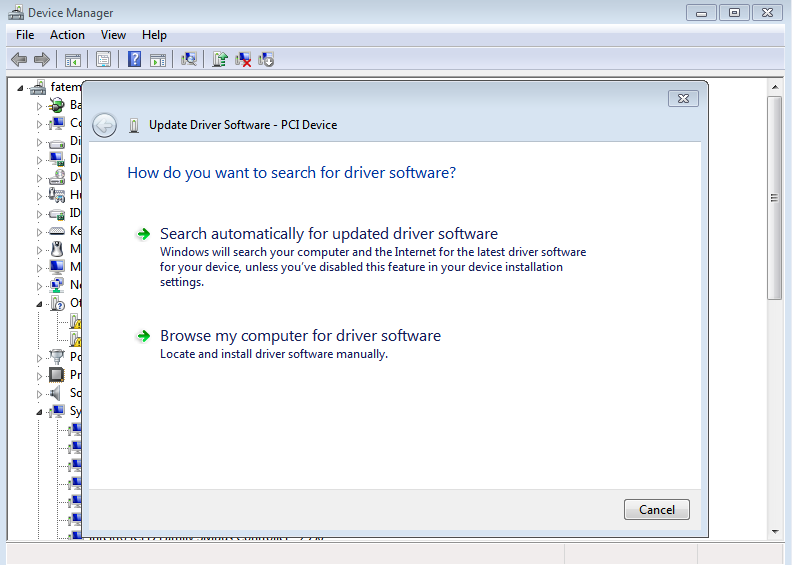 Device Manager
File Action View Help
fatem
Ba
Co
Di
Di
DV
Hu
ID
Ke
M
M
Ne
Ot
Po
Pr
So
Sy
Update Driver Software - PCI Device
How do you want to search for driver software?
Search automatically for updated driver software
Windows will search your computer and the Internet for the latest driver software
for your device, unless you've disabled this feature in your device installation
settings.
Browse my computer for driver software
Locate and install driver software manually.
Cancel